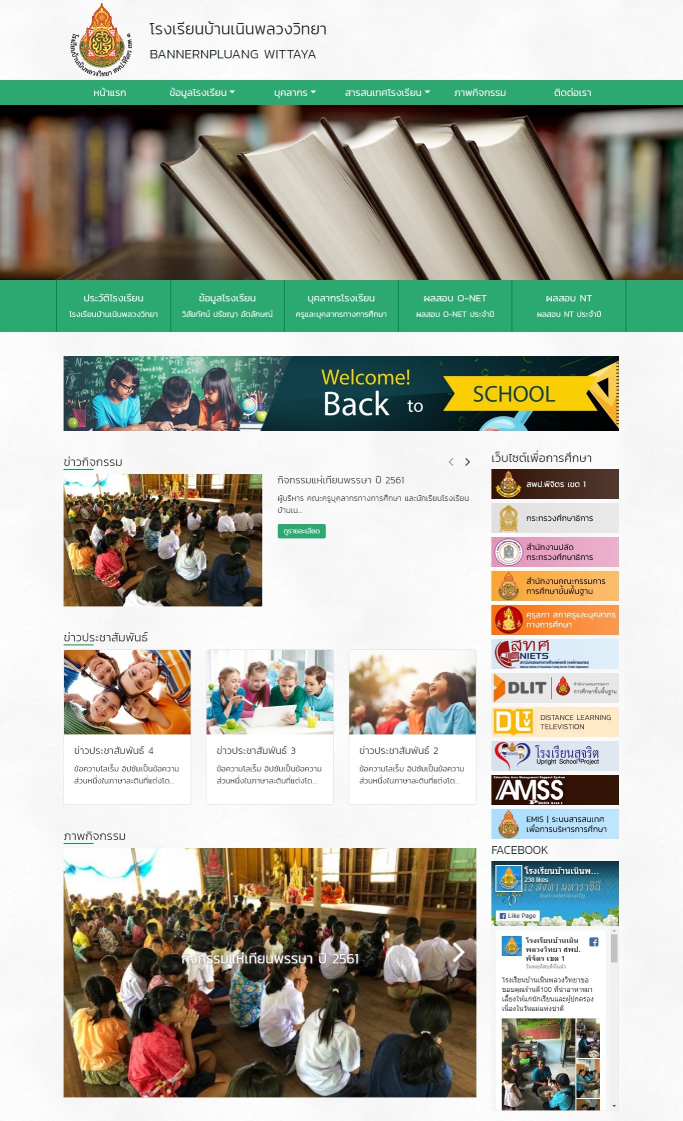 โรงเรียนบ้านเนินพลวงวิทยา
BANNERNPLUANG WITTAYA
หน้าแรก
ข้อมูลโรงเรียน
บุคลากร
สารสนเทศโรงเรียน
ภาพกิจกรรม
ติดต่อเรา
ประวัติโรงเรียน
โรงเรียนบ้านเนินพลวงวิทยา
ข้อมูลโรงเรียน
วิสัยทัศน์ ปรัชญา อัตลักษณ์
บุคลากรโรงเรียน
ครูและบุคลากรทางการศึกษา
ผลสอบ O-NET
ผลสอบ O-NET ประจำปี
ผลสอบ NT
ผลสอบ NT ประจำปี
Welcome!
Back to SCHOOL
ข่าวกิจกรรม
กิจกรรมแห่เทียนพรรษา ปี 2561
ผู้บริหาร คณะครูบุคลากรทางการศึกษา และนักเรียนโรงเรียน
บ้านเน...
ดูรายละเอียด
ข่าวประชาสัมพันธ์
ข่าวประชาสัมพันธ์ 4
ข้อความโลเร็ม อิปซัมเป็นข้อความ
ส่วนหนึ่งในภาษาละตินที่แต่งโด...
ข่าวประชาสัมพันธ์ 3
ข้อความโลเร็ม อิปซัมเป็นข้อความ
ส่วนหนึ่งในภาษาละตินที่แต่งโด...
ข่าวประชาสัมพันธ์ 2
ข้อความโลเร็ม อิปซัมเป็นข้อความ
ส่วนหนึ่งในภาษาละตินที่แต่งโด...
ภาพกิจกรรม
กิจกรรมแห่เทียนพรรษา ปี 2561
เว็บไซต์เพื่อการศึกษา
สพป.พิจิตร เขต 1
กระทรวงศึกษาธิการ
สำนักงานปลัด
กระทรวงศึกษาธิการ
สำนักงานคณะกรรมการ
การศึกษาขั้นพื้นฐาน
คุรุสภา สภาครูและบุคลากร
ทางการศึกษา
สทศ
NIETS
DLIT
การศึกษาขั้นพื้นฐาน
DLTV
DISTANCE LEARNING
TELEVISTION
โรงเรียนสุจริต
Upright School Project
AMSS
EMIS | ระบบสารสนเทศ
เพื่อการบริหารการศึกษา
FACEBOOK
โรงเรียนบ้านเนินพ...
238 likes
12 สิงหา มหาราชินี
Like Page
โรงเรียนบ้านเนิน
พลวงวิทยา สพป.
พิจิตร เขต 1
โรงเรียนบ้านเนินพลวงวิทยาขอ
ขอบคุณร้านดี100 ที่นำอาหารมา
เลี้ยงให้แก่นักเรียนและผู้ปกครอง
เนื่องในวันแม่แห่งชาติ